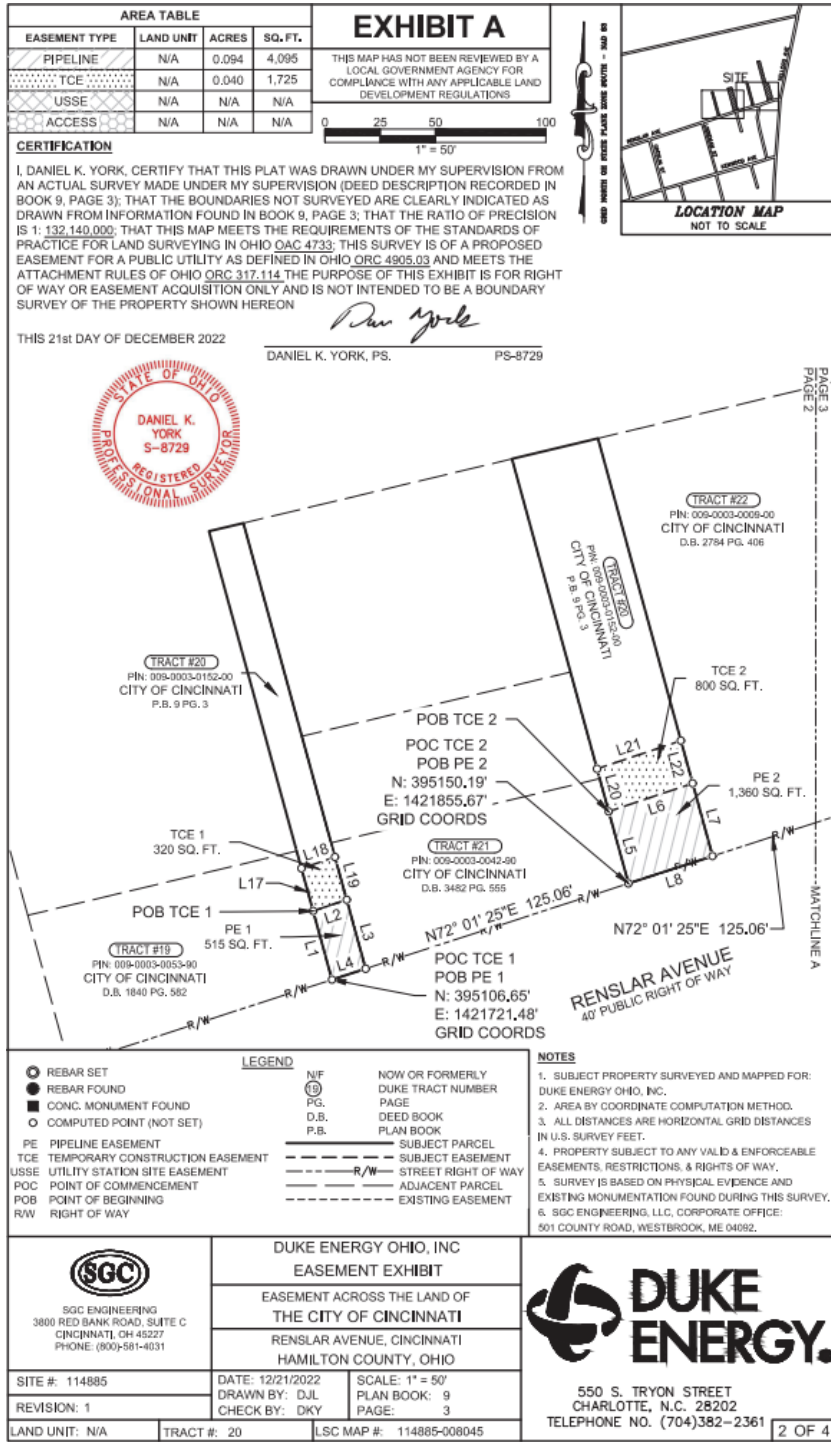 AREA TABLE
EASEMENT TYPE LAND UNIT ACRES SQ. FT.
PIPELINE N/A 0.094 4,095
TCE N/A 0.040 1,725
USSE N/A N/A N/A
ACCESS N/A N/A N/A
EXHIBIT A
THIS MAP HAS NOT BEEN REVIEWED BY A
LOCAL GOVERNMENT AGENCY FOR
COMPLIANCE WITH ANY APPLICABLE LAND
DEVELOPMENT REGULATIONS
0 25 50 100
1" = 50'
GRID NORTH OH STATE PLANE ZONE SOUTH - NAD 83
SITE
LOCATION MAP
NOT TO SCALE
CERTIFICATION
I, DANIEL K. YORK, CERTIFY THAT THIS PLAT WAS DRAWN UNDER MY SUPERVISION FROM
AN ACTUAL SURVEY MADE UNDER MY SUPERVISION (DEED DESCRIPTION RECORDED IN
BOOK 9, PAGE 3); THAT THE BOUNDARIES NOT SURVEYED ARE CLEARLY INDICATED AS
DRAWN FROM INFORMATION FOUND IN BOOK 9, PAGE 3; THAT THE RATIO OF PRECISION
IS 1: 132,140,000; THAT THIS MAP MEETS THE REQUIREMENTS OF THE STANDARDS OF
PRACTICE FOR LAND SURVEYING IN OHIO OAC 4733; THIS SURVEY IS OF A PROPOSED
EASEMENT FOR A PUBLIC UTILITY AS DEFINED IN OHIO ORC 4905.03 AND MEETS THE
ATTACHMENT RULES OF OHIO ORC 317.114 THE PURPOSE OF THIS EXHIBIT IS FOR RIGHT
OF WAY OR EASEMENT ACQUISITION ONLY AND IS NOT INTENDED TO BE A BOUNDARY
SURVEY OF THE PROPERTY SHOWN HEREON
THIS 21st DAY OF DECEMBER 2022
Dan York
DANIEL K. YORK, PS. PS-8729
STATE OF OHIO
DANIEL K.
YORK
S-8729
REGISTERED
PROFESSIONAL SURVEYOR
PAGE 3
PAGE 2
TRACT #22
PIN: 009-0003-0009-00
CITY OF CINCINNATI
D.B. 2784 PG. 406
TRACT #20
PIN: 009-0003-0152-00
CITY OF CINCINNATI
P.B. 9 PG. 3
TRACT #20
PIN: 009-0003-0152-00
CITY OF CINCINNATI
P.B. 9 PG. 3
TCE 2
800 SQ. FT.
POB TCE 2
POC TCE 2
POB PE 2
N: 395150.19'
E: 1421855.67'
GRID COORDS
L21
L20
L22
L6
L5
L7
L8
PE 2
1,360 SQ. FT.
R/W
TCE 1
320 SQ. FT.
L18
L17
L19
TRACT #21
PIN: 009-0003-0042-90
CITY OF CINCINNATI
D.B. 3482 PG. 555
R/W
POB TCE 1
L2
PE 1
515 SQ. FT.
L1
L3
L4
TRACT #19
PIN: 009-0003-0053-90
CITY OF CINCINNATI
D.B. 1840 PG. 582
N72° 01' 25"E 125.06'
R/W
R/W
R/W
R/W
R/W
N72° 01' 25"E 125.06'
MATCHLINE A
POC TCE 1
POB PE 1
N: 395106.65'
E: 1421721.48'
GRID COORDS
RENSLAR AVENUE
40' PUBLIC RIGHT OF WAY
LEGEND
REBAR SET
REBAR FOUND
CONC. MONUMENT FOUND
COMPUTED POINT (NOT SET)
PE PIPELINE EASEMENT
TCE TEMPORARY CONSTRUCTION EASEMENT
USSE UTILITY STATION SITE EASEMENT
POC POINT OF COMMENCEMENT
POB POINT OF BEGINNING
R/W RIGHT OF WAY
N/F NOW OR FORMERLY
19 DUKE TRACT NUMBER
PG. PAGE
D.B. DEED BOOK
P.B. PLAN BOOK
SUBJECT PARCEL
SUBJECT EASEMENT
R/W STREET RIGHT OF WAY
ADJACENT PARCEL
EXISTING EASEMENT
NOTES
1. SUBJECT PROPERTY SURVEYED AND MAPPED FOR:
DUKE ENERGY OHIO, INC.
2. AREA BY COORDINATE COMPUTATION METHOD.
3. ALL DISTANCES ARE HORIZONTAL GRID DISTANCES
IN U.S. SURVEY FEET.
4. PROPERTY SUBJECT TO ANY VALID & ENFORCEABLE
EASEMENTS, RESTRICTIONS, & RIGHTS OF WAY.
5. SURVEY IS BASED ON PHYSICAL EVIDENCE AND
EXISTING MONUMENTATION FOUND DURING THIS SURVEY.
6. SGC ENGINEERING, LLC, CORPORATE OFFICE:
501 COUNTY ROAD, WESTBROOK, ME 04092.
SGC
SGC ENGINEERING
3800 RED BANK ROAD, SUITE C
CINCINNATI, OH 45227
PHONE: (800)-581-4031
DUKE ENERGY OHIO, INC
EASEMENT EXHIBIT
EASEMENT ACROSS THE LAND OF
THE CITY OF CINCINNATI
RENSLAR AVENUE, CINCINNATI
HAMILTON COUNTY, OHIO
SITE #: 114885
REVISION: 1
DATE: 12/21/2022
DRAWN BY: DJL
CHECK BY: DKY
SCALE: 1" = 50'
PLAN BOOK: 9
PAGE: 3
LAND UNIT: N/A TRACT #: 20 LSC MAP #: 114885-008045
DUKE
ENERGY.
550 S. TRYON STREET
CHARLOTTE, N.C. 28202
TELEPHONE NO. (704)382-2361
2 OF 4